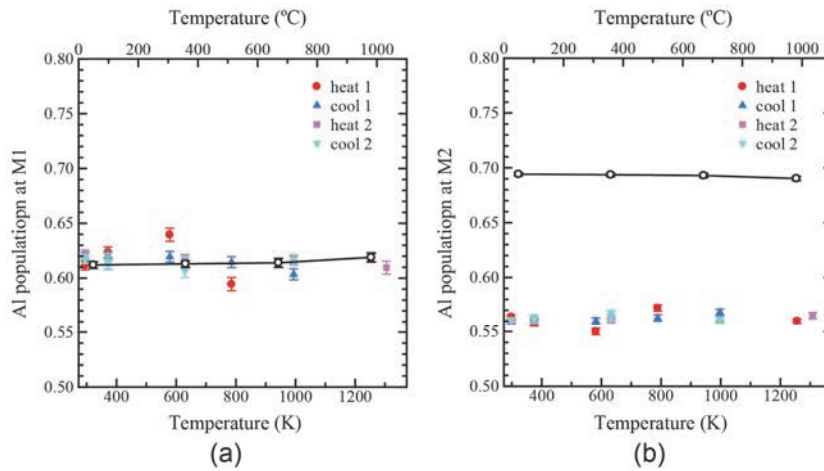 Temperature (ºC)
0 200 400 600 800 1000
0.80
0.75
0.70
0.65
0.60
0.55
0.50
Al populatiopn at M1
heat 1
cool 1
heat 2
cool 2
400 600 800 1000 1200
Temperature (K)
(a)
Temperature (ºC)
0 200 400 600 800 1000
0.80
0.75
0.70
0.65
0.60
0.55
0.50
Al populatiopn at M2
heat 1
cool 1
heat 2
cool 2
400 600 800 1000 1200
Temperature (K)
(b)